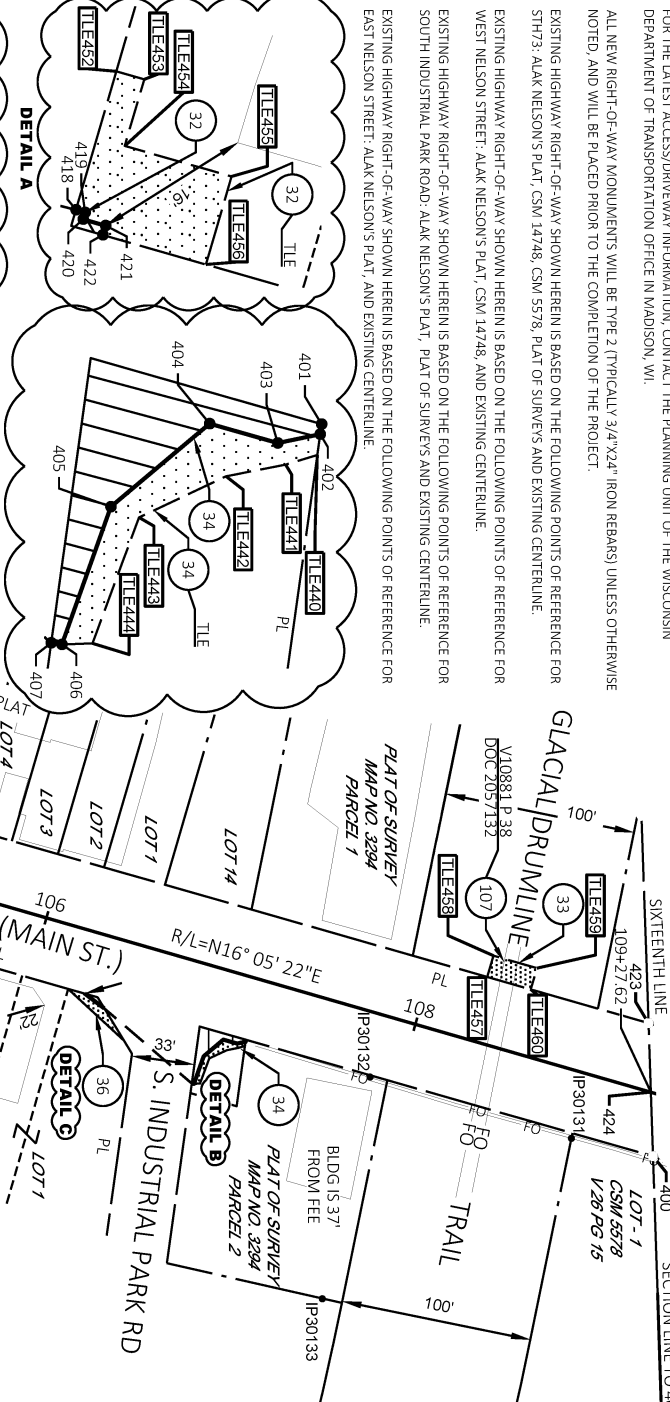 FOR THE LATEST ACCESS/DRIVEWAY INFORMATION, CONTACT THE PLANNING UNIT OF THE WISCONSIN
DEPARTMENT OF TRANSPORTATION OFFICE IN MADISON, WI.
ALL NEW RIGHT-OF-WAY MONUMENTS WILL BE TYPE 2 (TYPICALLY 3/4"X24" IRON REBARS) UNLESS OTHERWISE
NOTED, AND WILL BE PLACED PRIOR TO THE COMPLETION OF THE PROJECT.
EXISTING HIGHWAY RIGHT-OF-WAY SHOWN HEREIN IS BASED ON THE FOLLOWING POINTS OF REFERENCE FOR
STH73: ALAK NELSON'S PLAT, CSM 14748, CSM 5578, PLAT OF SURVEYS AND EXISTING CENTERLINE.
EXISTING HIGHWAY RIGHT-OF-WAY SHOWN HEREIN IS BASED ON THE FOLLOWING POINTS OF REFERENCE FOR
WEST NELSON STREET: ALAK NELSON'S PLAT, CSM 14748, AND EXISTING CENTERLINE.
EXISTING HIGHWAY RIGHT-OF-WAY SHOWN HEREIN IS BASED ON THE FOLLOWING POINTS OF REFERENCE FOR
SOUTH INDUSTRIAL PARK ROAD: ALAK NELSON'S PLAT, PLAT OF SURVEYS AND EXISTING CENTERLINE.
EXISTING HIGHWAY RIGHT-OF-WAY SHOWN HEREIN IS BASED ON THE FOLLOWING POINTS OF REFERENCE FOR
EAST NELSON STREET: ALAK NELSON'S PLAT, AND EXISTING CENTERLINE.
TLE452
TLE453
TLE454
32
TLE455
32
TLE
TLE456
16'
419
418
420
422
421
DETAIL A
401
402
403
404
405
406
407
34
34
TLE
TLE440
TLE441
TLE442
TLE443
TLE444
PL
SIXTEENTH LINE
423
109+27.62
424
400
SECTION LINE TO
LOT - 1
CSM 5578
V26 PG 15
GLACIAL DRUMLINE
TRAIL
100'
100'
V10881 P 38
DOC 2057132
TLE458
107
33
TLE459
TLE457
TLE460
PLAT OF SURVEY
MAP NO. 3294
PARCEL 1
LOT 14
LOT 1
LOT 2
LOT 3
LOT 4
PLAT
PL
106
R/L=N16° 05' 22"E
108
(MAIN ST.)
IP30132
IP30131
IP30133
FO
FO
FO
FO
FO
FO
BLDG IS 37'
FROM FEE
34
DETAIL B
PLAT OF SURVEY
MAP NO. 3294
PARCEL 2
33'
S. INDUSTRIAL PARK RD
36
DETAIL C
PL
22'
LOT 1